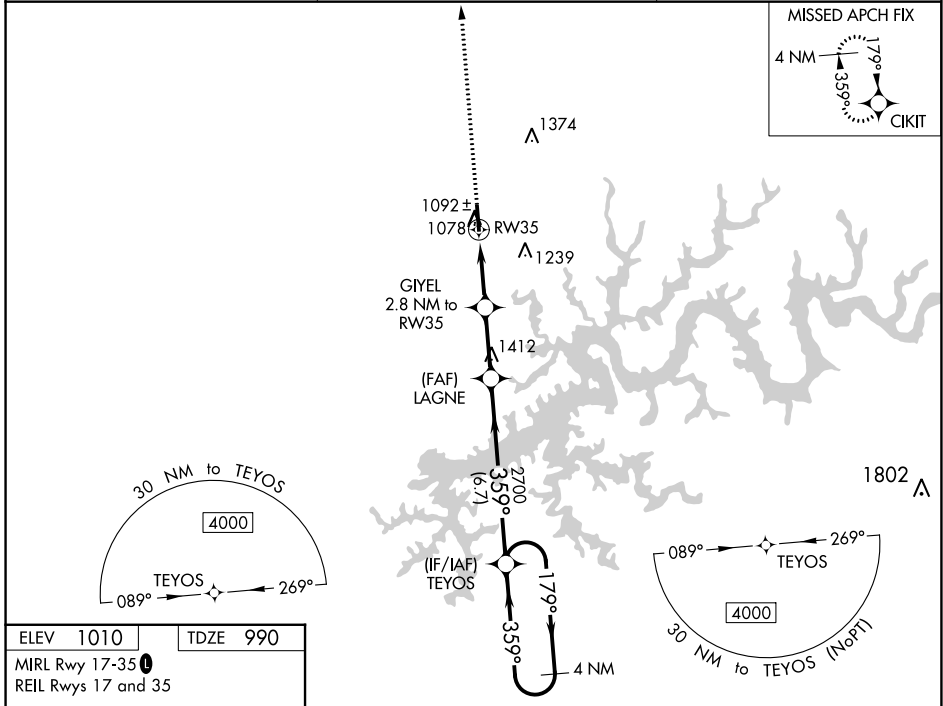 MISSED APCH FIX
4 NM
179°
359°
CIKIT
1374
1092 ±
1078
RW35
1239
GIYEL
2.8 NM to
RW35
1412
(FAF)
LAGNE
2700
359°
(6.7)
1802
30 NM to TEYOS
4000
TEYOS
089°
269°
(IF/IAF)
TEYOS
179°
359°
4 NM
089°
269°
TEYOS
4000
30 NM to TEYOS (NoPT)
ELEV 1010
TDZE 990
MIRL Rwy 17-35 L
REIL Rwys 17 and 35